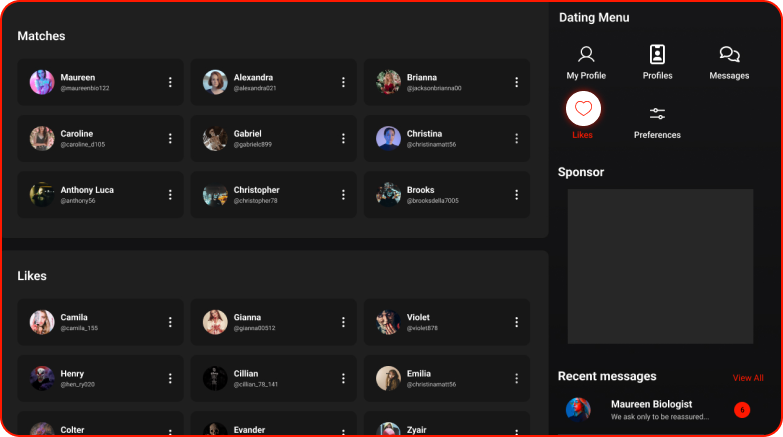 Matches
Maureen
@maureenbio122
Alexandra
@alexandra021
Brianna
@jacksonbrianna00
Caroline
@caroline_d105
Gabriel
@gabrielc899
Christina
@christinamatt56
Anthony Luca
@anthony56
Christopher
@christopher78
Brooks
@brooksdella7005
Likes
Camila
@camila_155
Gianna
@gianna00512
Violet
@violet878
Henry
@hen_ry020
Cillian
@cillian_78_141
Emilia
@christinamatt56
Colter
Evander
Zyair
Dating Menu
My Profile
Profiles
Messages
Likes
Preferences
Sponsor
Recent messages
View All
Maureen Biologist
We ask only to be reassured...